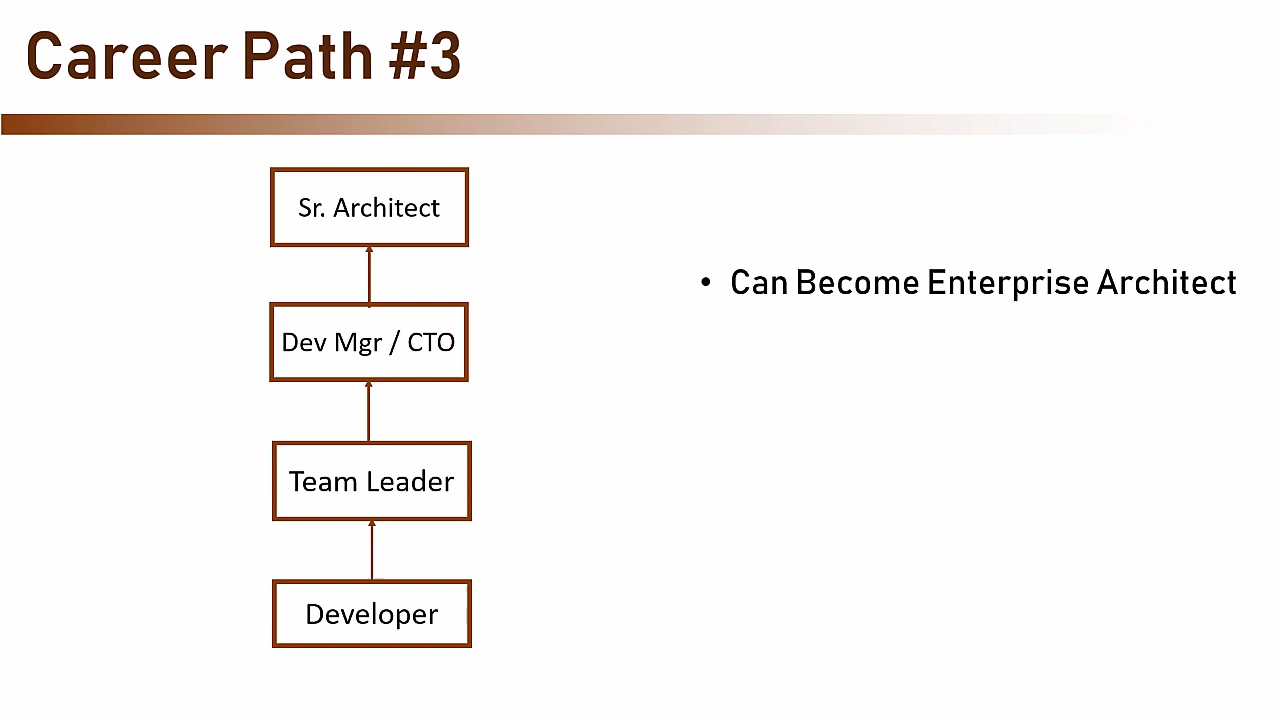 Career Path #3
Sr. Architect
Dev Mgr / CTO
Team Leader
Developer
• Can Become Enterprise Architect